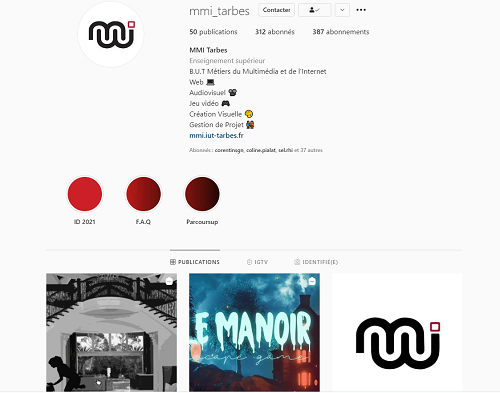 mmi_tarbes Contacter
50 publications 312 abonnés 387 abonnements
MMI Tarbes
Enseignement supérieur
B.U.T Métiers du Multimédia et de l'Internet
Web 💻
Audiovisuel 📽
Jeu vidéo 🎮
Création Visuelle 🎨
Gestion de Projet
mmi.iut-tarbes.fr
Abonnés : corentinsgn, coline.pialat, sel.rhi et 37 autres
ID 2021 F.A.Q Parcoursup
PUBLICATIONS IGTV IDENTIFIÉ(E)
LE MANOIR
escape game